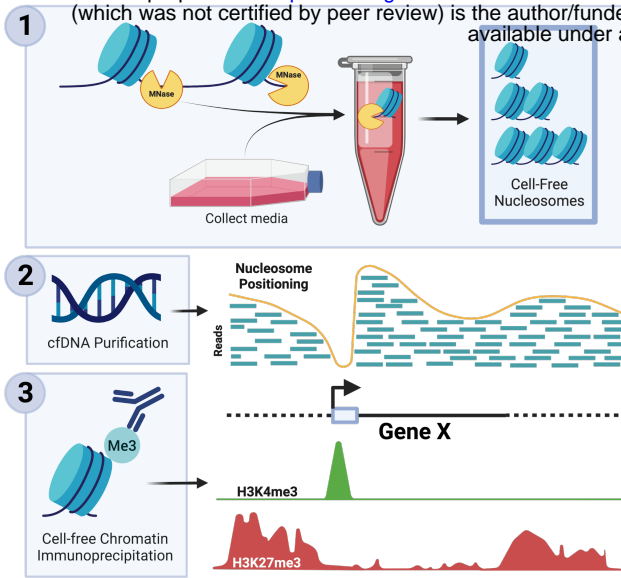 (which was not certified by peer review) is the author/funde
available under a
1
MNase
MNase
Collect media
Cell-Free
Nucleosomes
2
cfDNA Purification
Nucleosome
Positioning
Reads
3
Me3
Cell-free Chromatin
Immunoprecipitation
Gene X
H3K4me3
H3K27me3